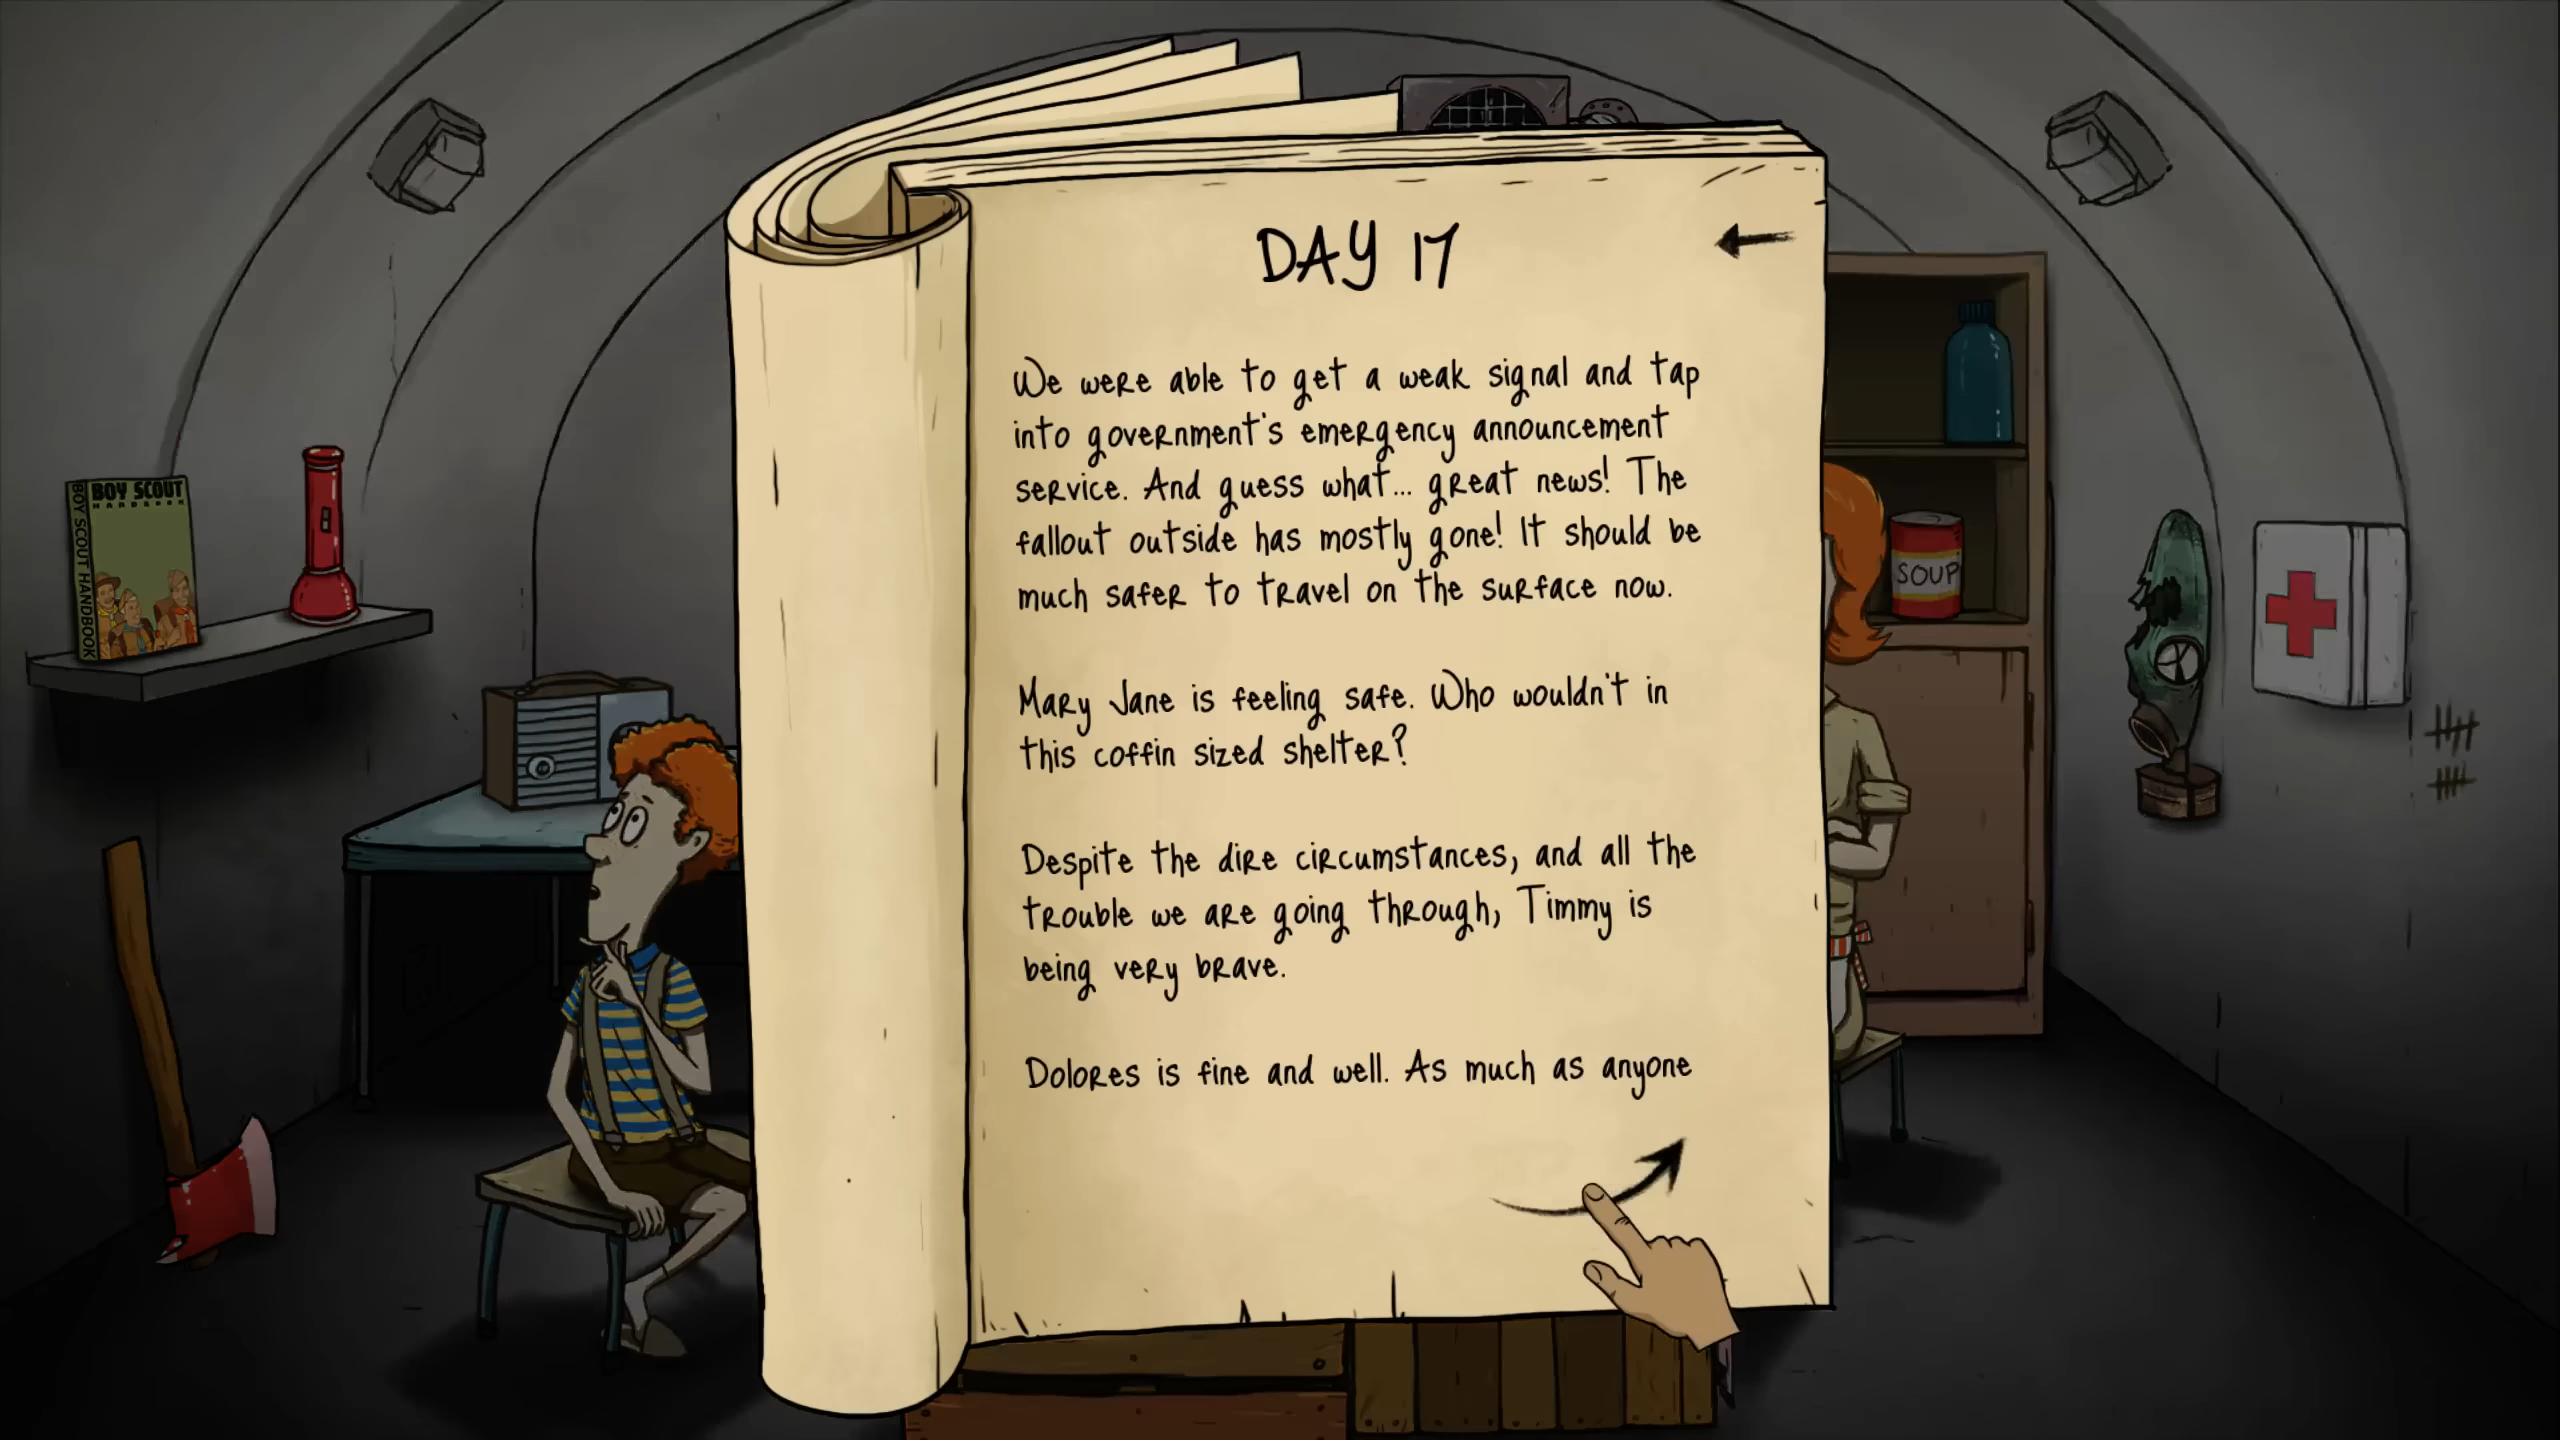 BOY SCOUT
HANDBOOK
BOY SCOUT HANDBOOK
DAY 17
We were able to get a weak signal and tap
into government's emergency announcement
service. And guess what... great news! The
fallout outside has mostly gone! It should be
much safer to travel on the surface now.
Mary Jane is feeling safe. Who wouldn't in
this coffin sized shelter?
Despite the dire circumstances, and all the
trouble we are going through, Timmy is
being very brave.
Dolores is fine and well. As much as anyone
SOUP